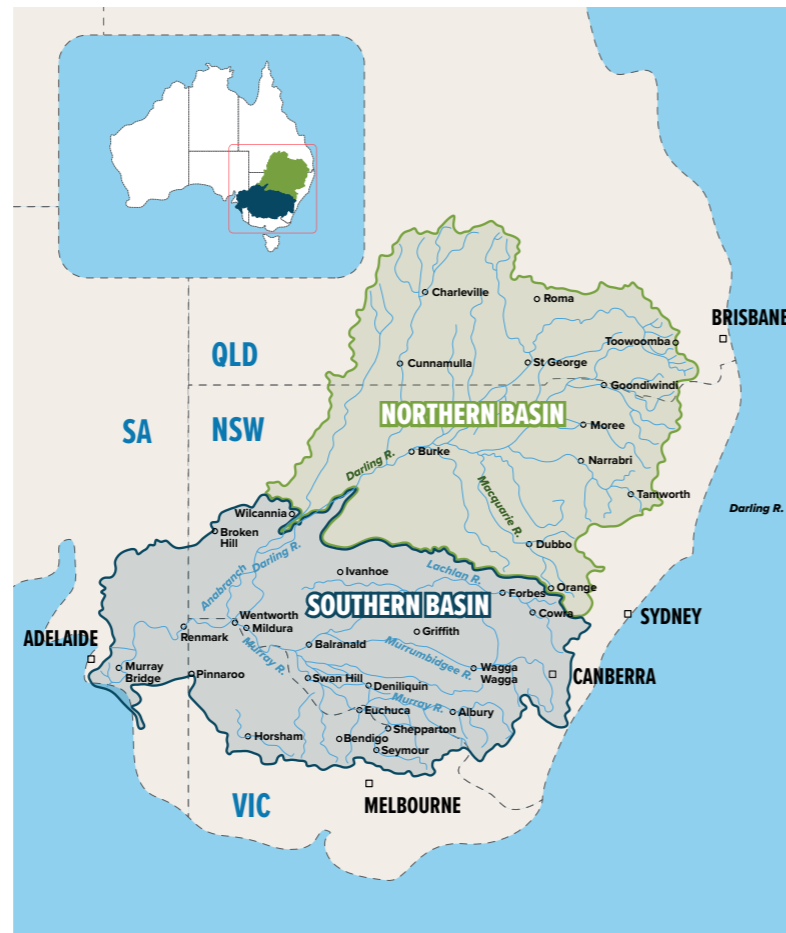 Charleville
Roma
BRISBANE
Toowoomba
QLD
Cunnamulla
St George
Goondiwindi
NORTHERN BASIN
SA
NSW
Moree
Burke
Darling R.
Narrabri
Macquarie R.
Tamworth
Darling R.
Wilcannia
Broken
Hill
Dubbo
Darling R.
Anabranch
Ivanhoe
Lachlan R.
Orange
Forbes
SOUTHERN BASIN
Cowra
SYDNEY
Wentworth
Mildura
Renmark
Griffith
ADELAIDE
Balranald
Murrumbidgee R.
Murray R.
Murray
Bridge
Pinnaroo
Wagga
Wagga
CANBERRA
Swan Hill
Deniliquin
Murray R.
Euchuca
Albury
Shepparton
Horsham
Bendigo
Seymour
VIC
MELBOURNE